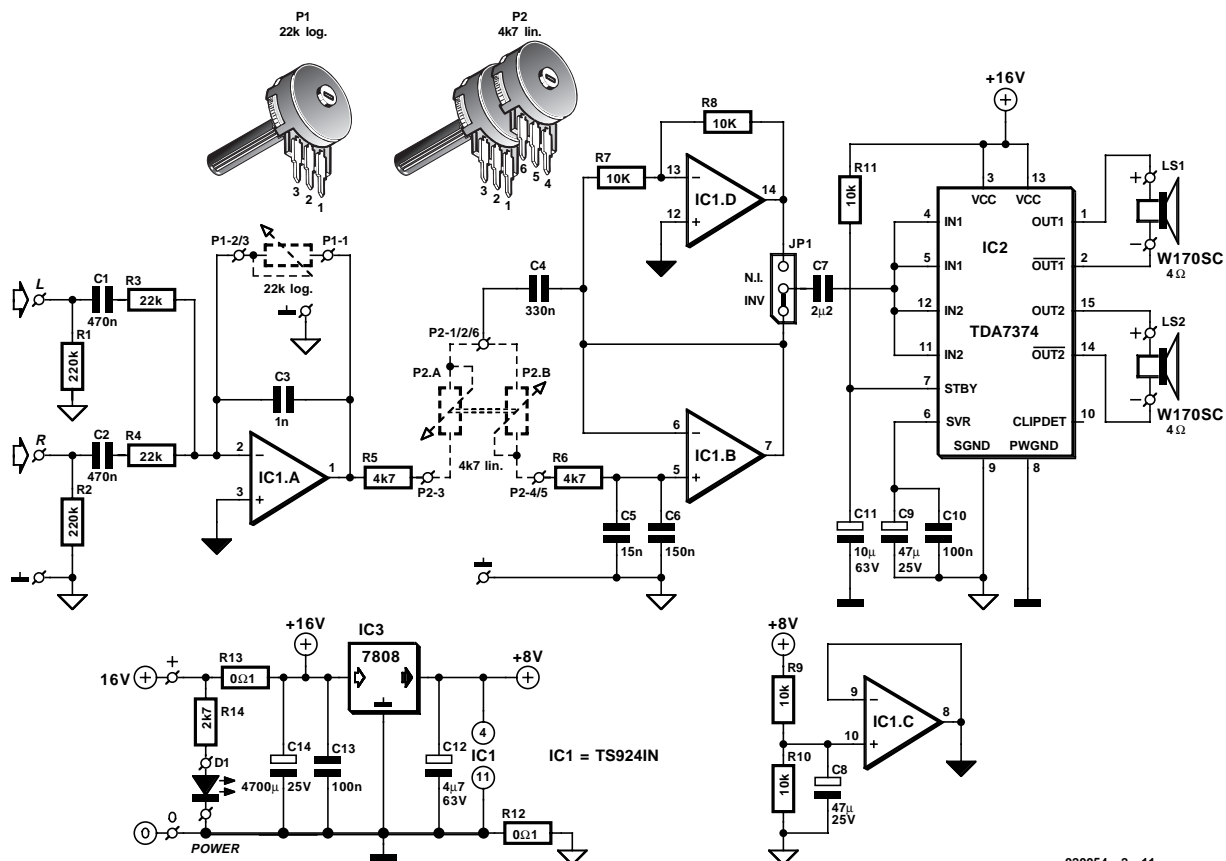 P1
22k log.
P2
4k7 lin.
3
2
1
3
2
1
6
5
4
P1-2/3
P1-1
22k log.
L
C1
470n
R3
22k
R1
220k
R
C2
470n
R4
22k
R2
220k
C3
1n
2
3
1
IC1.A
R5
4k7
P2-3
P2-1/2/6
P2.A
P2.B
4k7 lin.
P2-4/5
R6
4k7
C4
330n
R7
10K
R8
10K
13
12
14
IC1.D
JP1
N.I.
INV
C7
2µ2
6
5
7
IC1.B
C5
15n
C6
150n
+16V
R11
10k
3
13
VCC
VCC
4
IN1
5
IN1
12
IN2
11
IN2
7
STBY
6
SVR
IC2
TDA7374
OUT1
1
OUT1
2
OUT2
15
OUT2
14
CLIPDET
10
SGND
PWGND
9
8
LS1
W170SC
4Ω
LS2
W170SC
4Ω
C11
10µ
63V
C9
47µ
25V
C10
100n
16V
+
R13
0Ω1
+16V
IC3
7808
+8V
R14
2k7
D1
C14
4700µ
25V
C13
100n
C12
4µ7
63V
4
IC1
11
IC1 = TS924IN
R12
0Ω1
0
0
POWER
+8V
R9
10k
R10
10k
C8
47µ
25V
9
10
8
IC1.C